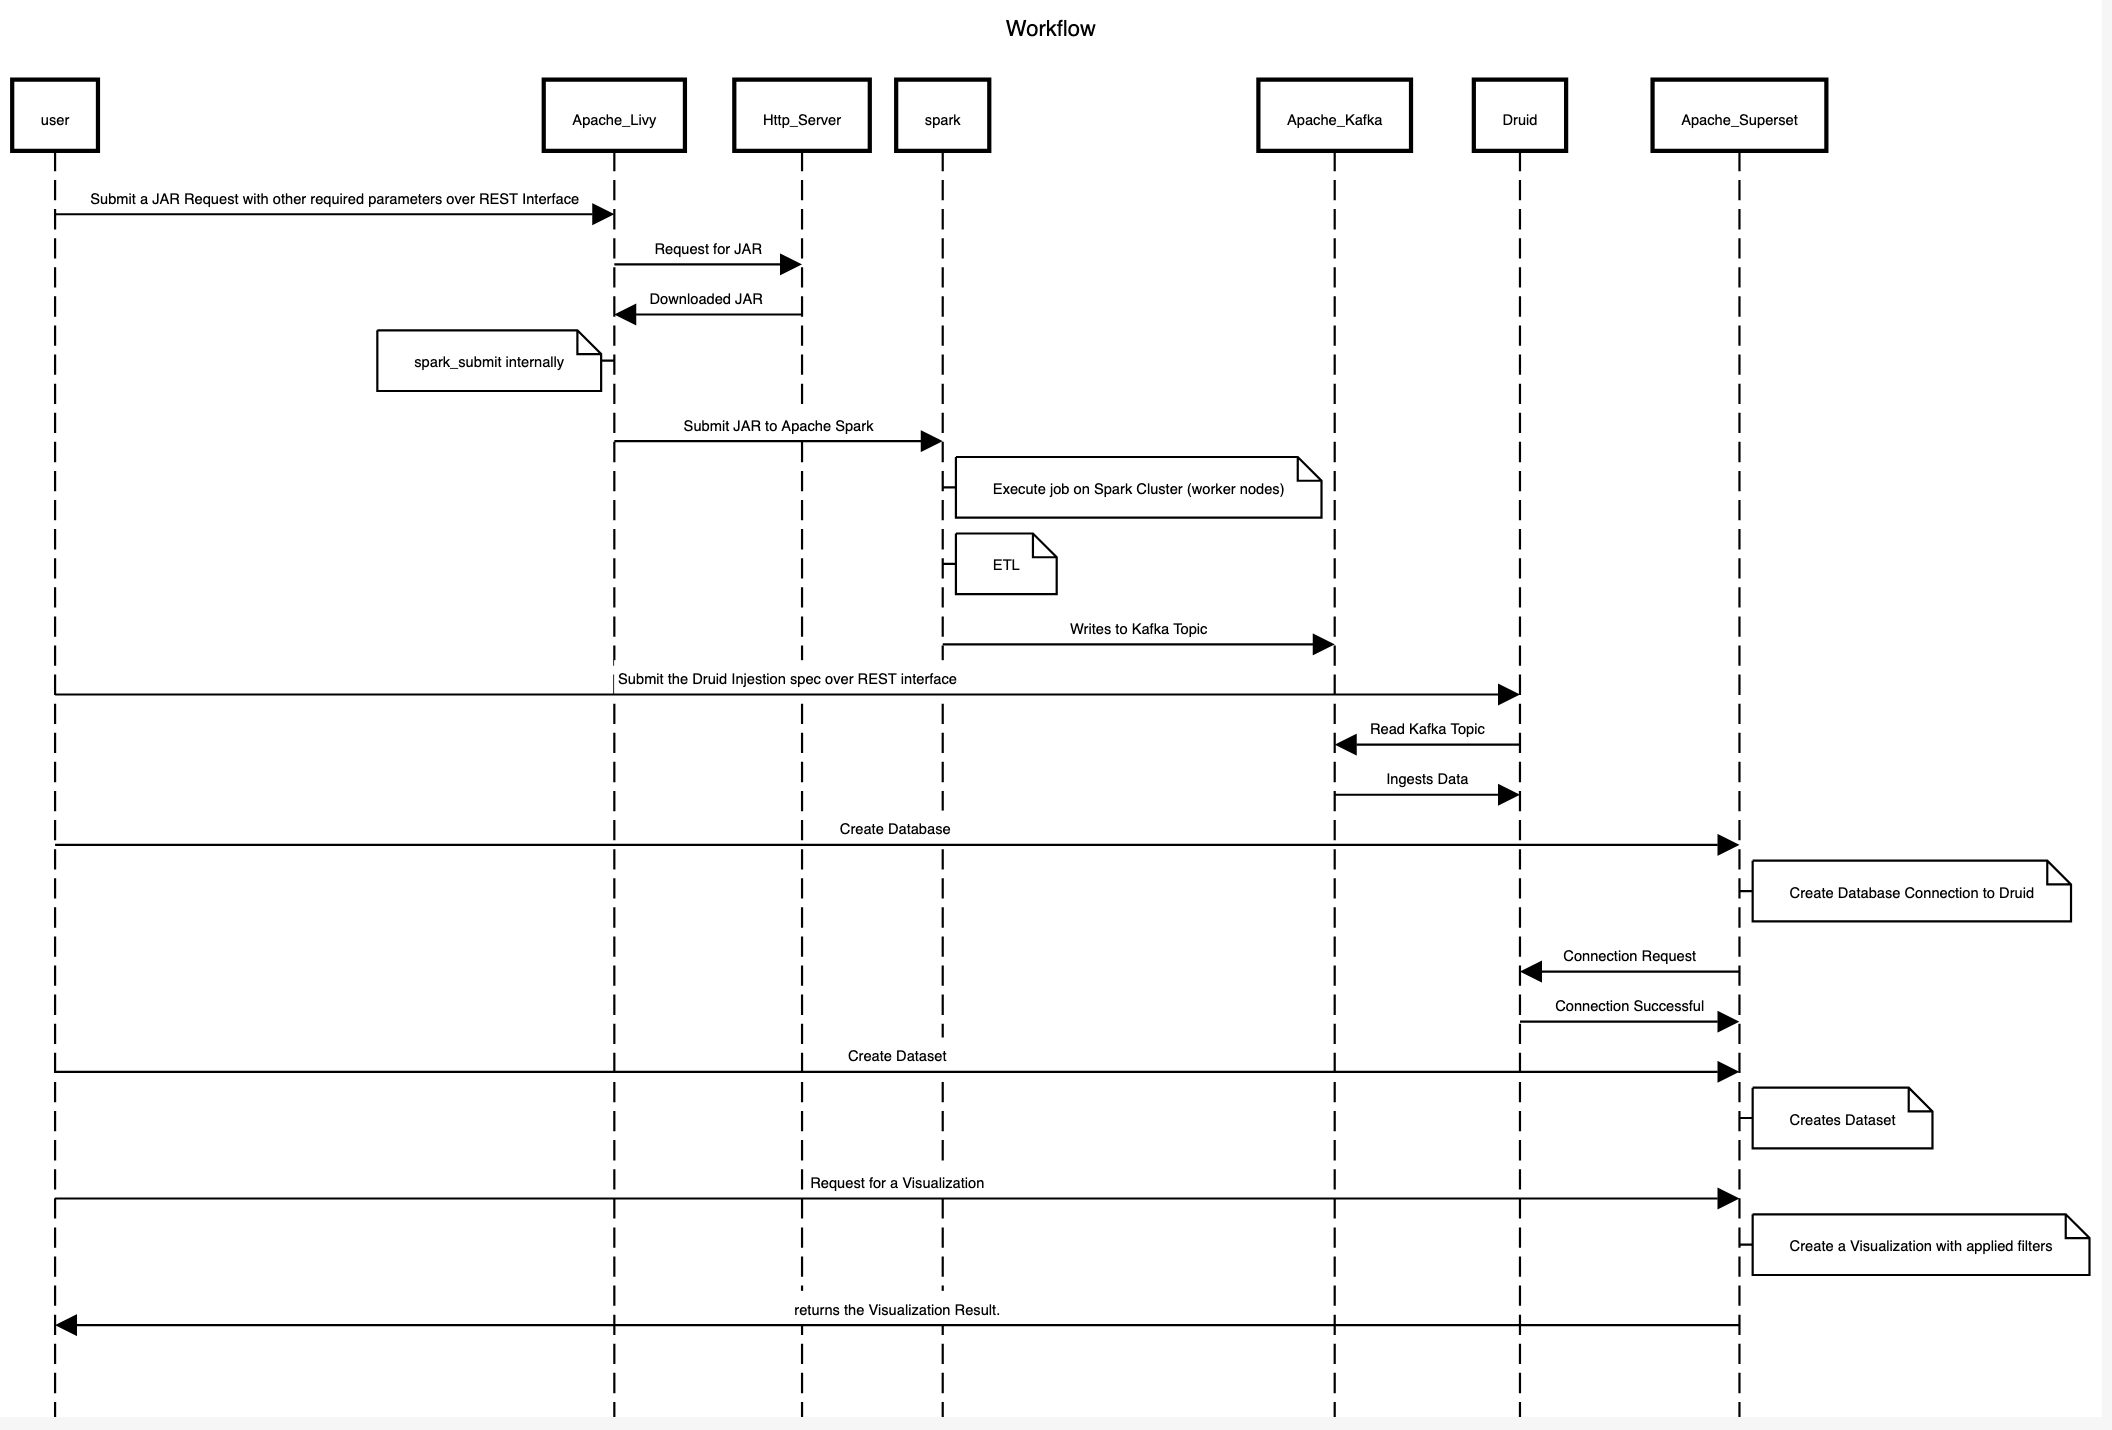 Workflow
user
Apache_Livy
Http_Server
spark
Apache_Kafka
Druid
Apache_Superset
Submit a JAR Request with other required parameters over REST Interface
Request for JAR
Downloaded JAR
spark_submit internally
Submit JAR to Apache Spark
Execute job on Spark Cluster (worker nodes)
ETL
Writes to Kafka Topic
Submit the Druid Injestion spec over REST interface
Read Kafka Topic
Ingests Data
Create Database
Create Database Connection to Druid
Connection Request
Connection Successful
Create Dataset
Creates Dataset
Request for a Visualization
Create a Visualization with applied filters
returns the Visualization Result.